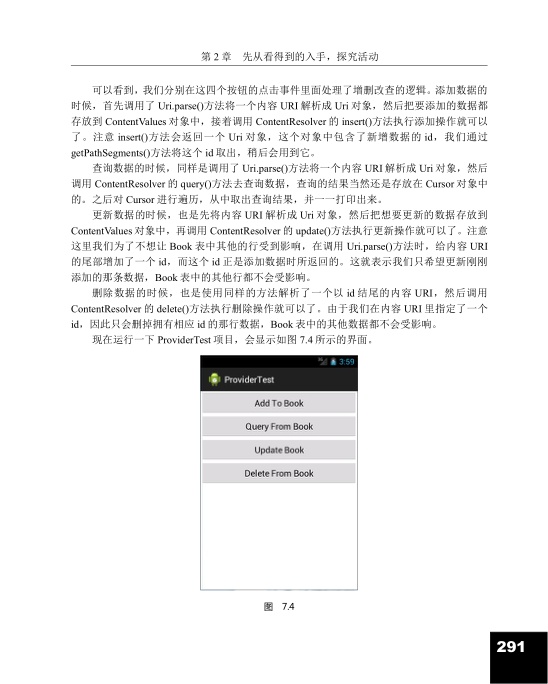 第 2 章 先从看得到的入手，探究活动
可以看到，我们分别在这四个按钮的点击事件里面处理了增删改查的逻辑。添加数据的
时候，首先调用了 Uri.parse()方法将一个内容 URI 解析成 Uri 对象，然后把要添加的数据都
存放到 ContentValues 对象中，接着调用 ContentResolver 的 insert()方法执行添加操作就可以
了。注意 insert()方法会返回一个 Uri 对象，这个对象中包含了新增数据的 id，我们通过
getPathSegments()方法将这个 id 取出，稍后会用到它。
查询数据的时候，同样是调用了 Uri.parse()方法将一个内容 URI 解析成 Uri 对象，然后
调用 ContentResolver 的 query()方法去查询数据，查询的结果当然还是存放在 Cursor 对象中
的。之后对 Cursor 进行遍历，从中取出查询结果，并一一打印出来。
更新数据的时候，也是先将内容 URI 解析成 Uri 对象，然后把想要更新的数据存放到
ContentValues 对象中，再调用 ContentResolver 的 update()方法执行更新操作就可以了。注意
这里我们为了不想让 Book 表中其他的行受到影响，在调用 Uri.parse()方法时，给内容 URI
的尾部增加了一个 id，而这个 id 正是添加数据时所返回的。这就表示我们只希望更新刚刚
添加的那条数据，Book 表中的其他行都不会受影响。
删除数据的时候，也是使用同样的方法解析了一个以 id 结尾的内容 URI，然后调用
ContentResolver 的 delete()方法执行删除操作就可以了。由于我们在内容 URI 里指定了一个
id，因此只会删掉拥有相应 id 的那行数据，Book 表中的其他数据都不会受影响。
现在运行一下 ProviderTest 项目，会显示如图 7.4 所示的界面。
3:59
ProviderTest
Add To Book
Query From Book
Update Book
Delete From Book
图 7.4
291